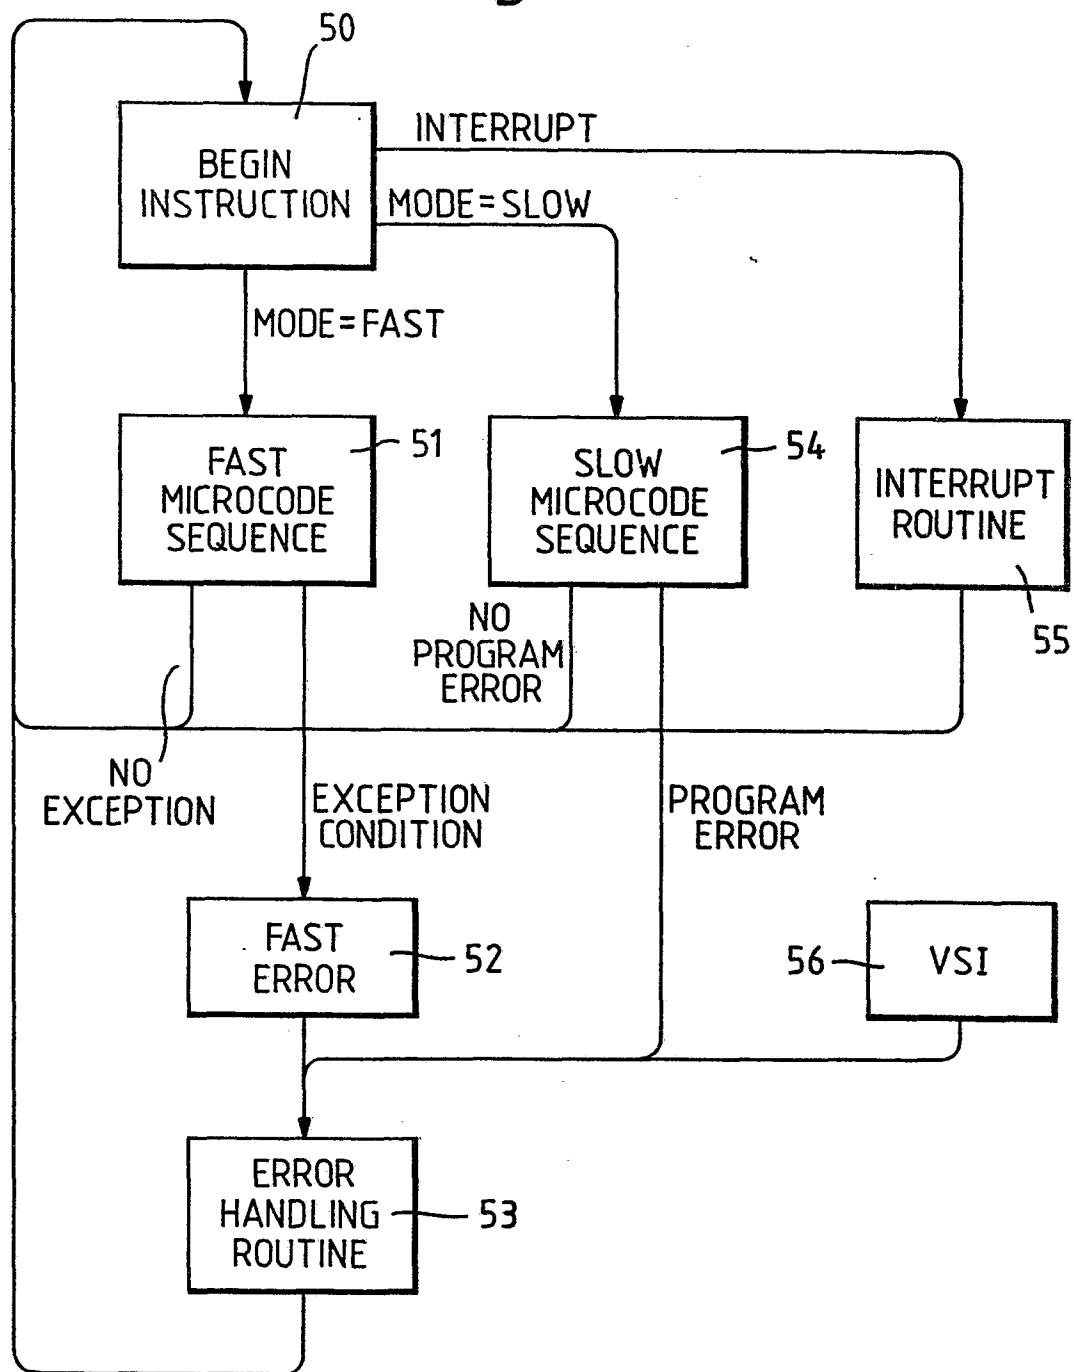 50
BEGIN
INSTRUCTION
INTERRUPT
MODE=SLOW
MODE=FAST
FAST
MICROCODE
SEQUENCE
51
SLOW
MICROCODE
SEQUENCE
54
INTERRUPT
ROUTINE
55
NO
PROGRAM
ERROR
NO
EXCEPTION
EXCEPTION
CONDITION
PROGRAM
ERROR
FAST
ERROR
52
56
VSI
ERROR
HANDLING
ROUTINE
53